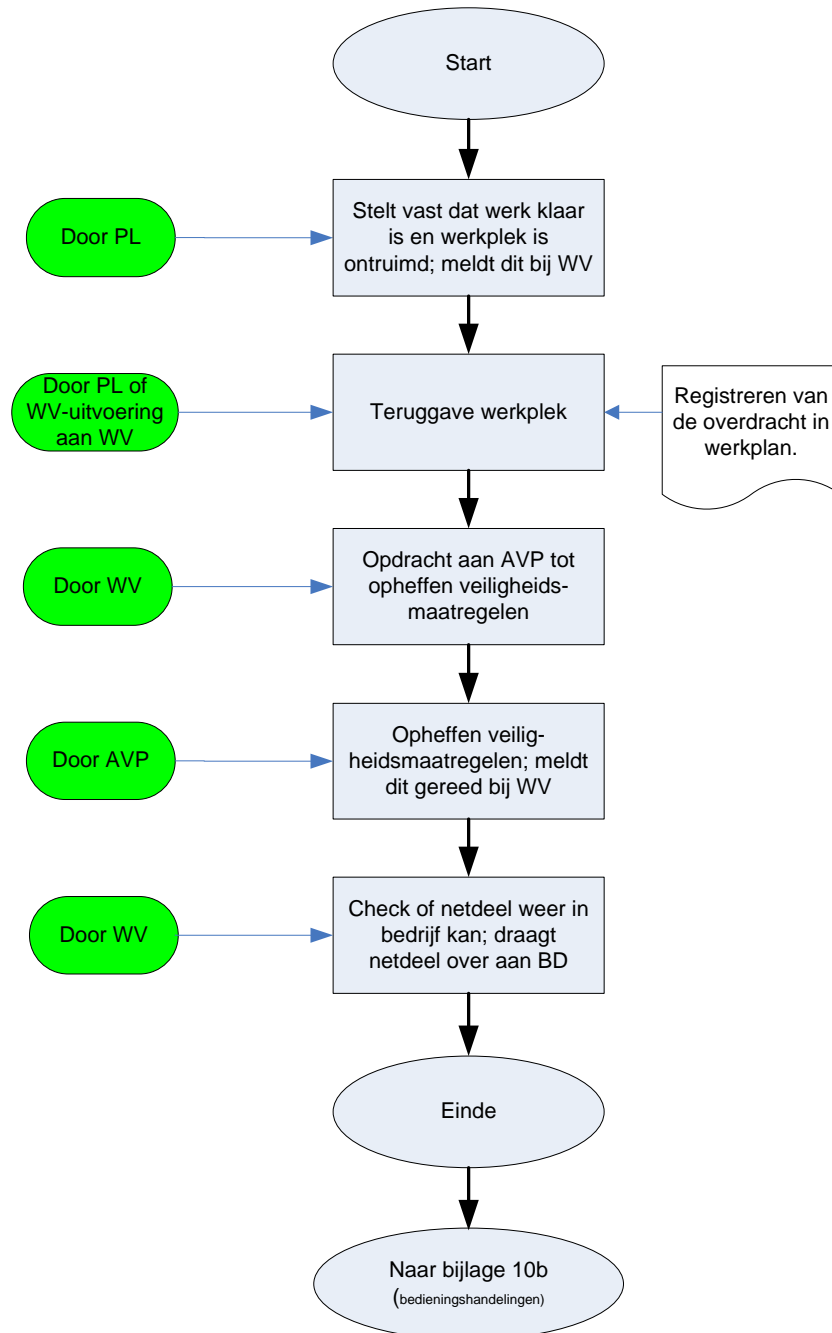 Start
Door PL
Stelt vast dat werk klaar
is en werkplek is
ontruimd; meldt dit bij WV
Door PL of
WV-uitvoering
aan WV
Teruggave werkplek
Registreren van
de overdracht in
werkplan.
Door WV
Opdracht aan AVP tot
opheffen veiligheids-
maatregelen
Door AVP
Opheffen veilig-
heidsmaatregelen; meldt
dit gereed bij WV
Door WV
Check of netdeel weer in
bedrijf kan; draagt
netdeel over aan BD
Einde
Naar bijlage 10b
(bedieningshandelingen)